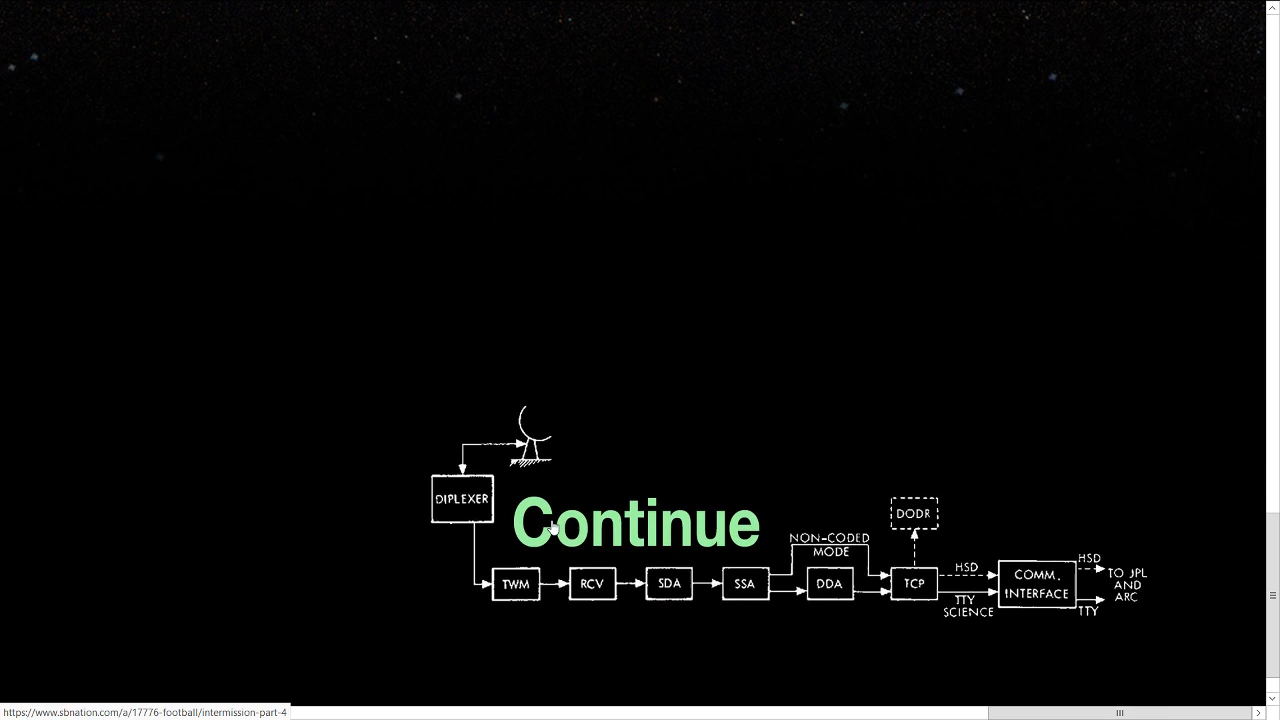 DIPLEXER
Continue
DODR
NON-CODED
MODE
TWM
RCV
SDA
SSA
DDA
TCP
HSD
TTY
SCIENCE
COMM.
INTERFACE
HSD
TO JPL
AND
ARC
TTY
https://www.sbnation.com/a/17776-football/intermission-part-4